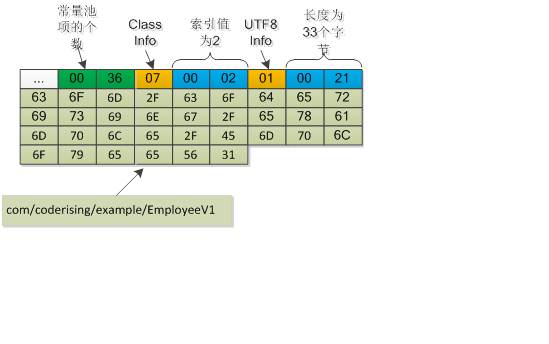 常量池
项的个
数
Class
Info
索引值
为2
UTF8
Info
长度为
33个字
节
... 00 36 07 00 02 01 00 21
63 6F 6D 2F 63 6F 64 65 72
69 73 69 6E 67 2F 65 78 61
6D 70 6C 65 2F 45 6D 70 6C
6F 79 65 65 56 31
com/coderising/example/EmployeeV1